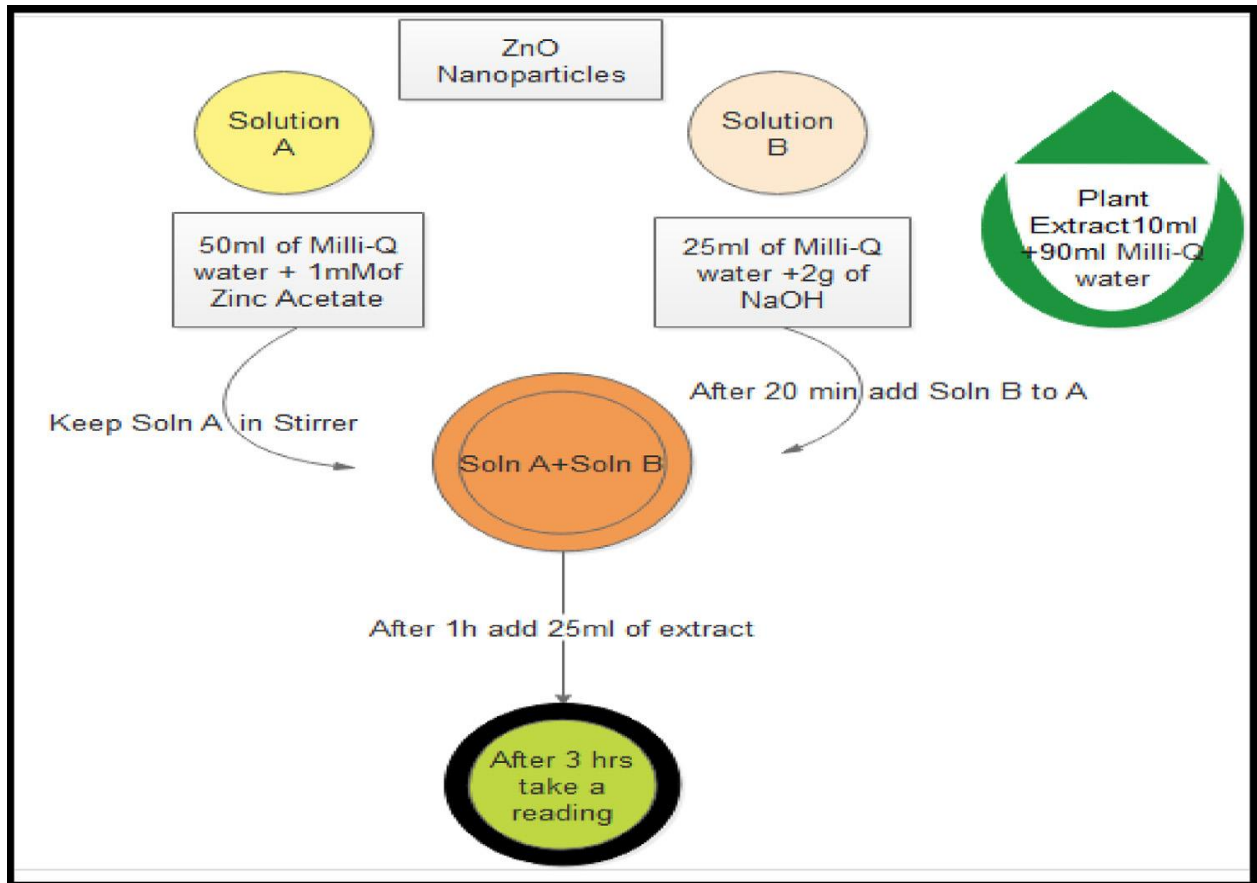 ZnO
Nanoparticles
Solution
A
Solution
B
50ml of Milli-Q
water + 1mMof
Zinc Acetate
25ml of Milli-Q
water +2g of
NaOH
Plant
Extract10ml
+90ml Milli-Q
water
Keep Soln A in Stirrer
After 20 min add Soln B to A
Soln A+Soln B
After 1h add 25ml of extract
After 3 hrs
take a
reading